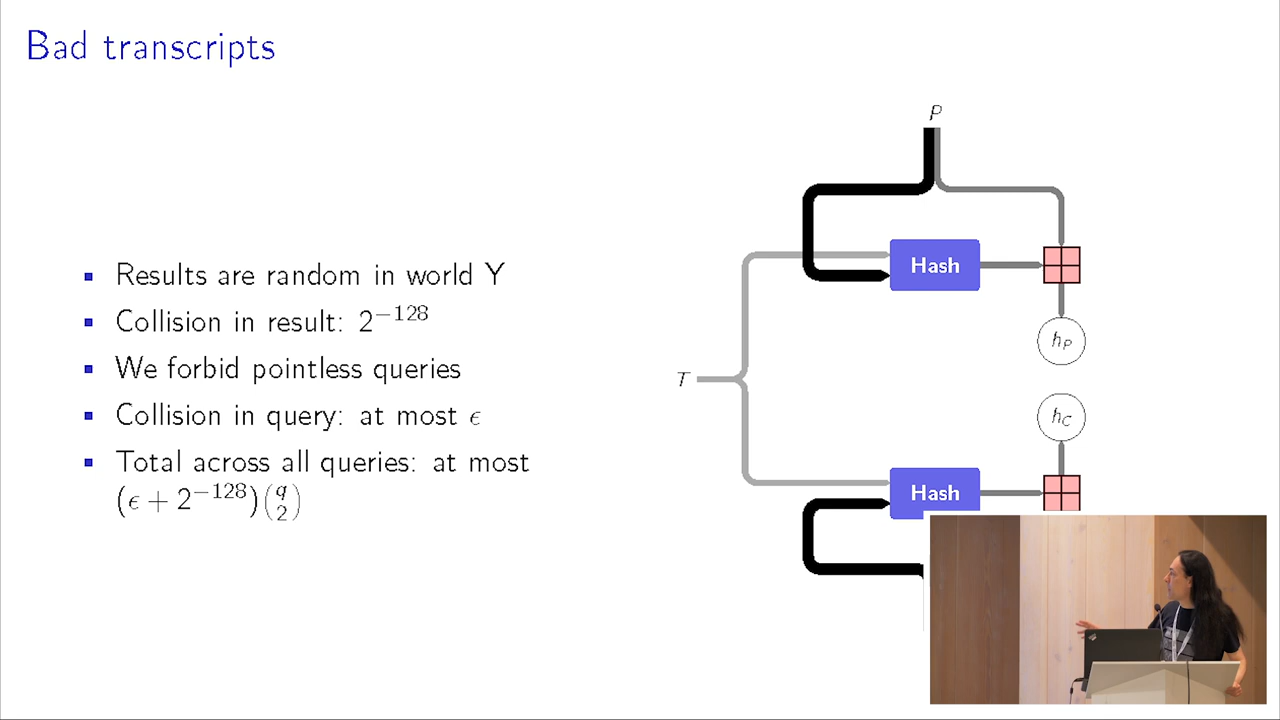 Bad transcripts
P
Results are random in world Y
Hash
Collision in result: 2^{-128}
h_P
We forbid pointless queries
T
Collision in query: at most ϵ
h_C
Total across all queries: at most
(ϵ + 2^{-128})\binom{q}{2}
Hash